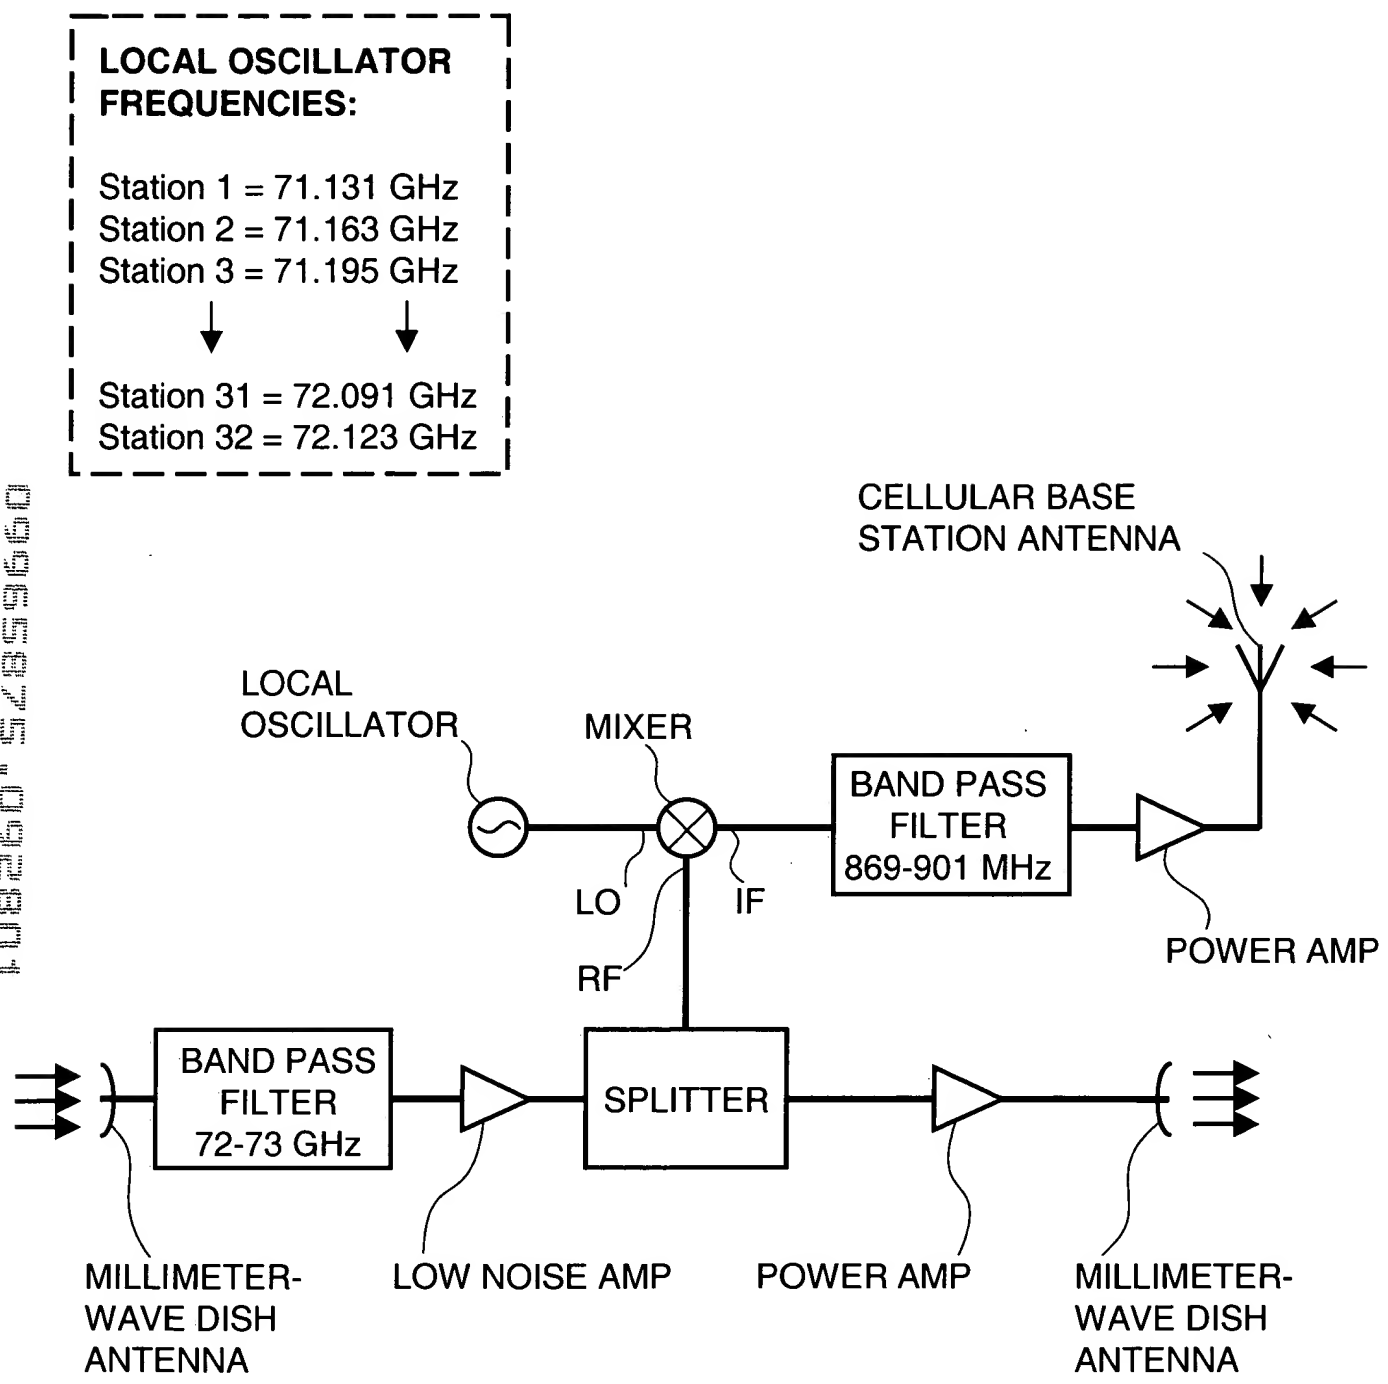 LOCAL OSCILLATOR
FREQUENCIES:
Station 1 = 71.131 GHz
Station 2 = 71.163 GHz
Station 3 = 71.195 GHz
Station 31 = 72.091 GHz
Station 32 = 72.123 GHz
CELLULAR BASE
STATION ANTENNA
LOCAL
OSCILLATOR
MIXER
BAND PASS
FILTER
869-901 MHz
LO
IF
RF
POWER AMP
BAND PASS
FILTER
72-73 GHz
SPLITTER
MILLIMETER-
WAVE DISH
ANTENNA
LOW NOISE AMP
POWER AMP
MILLIMETER-
WAVE DISH
ANTENNA